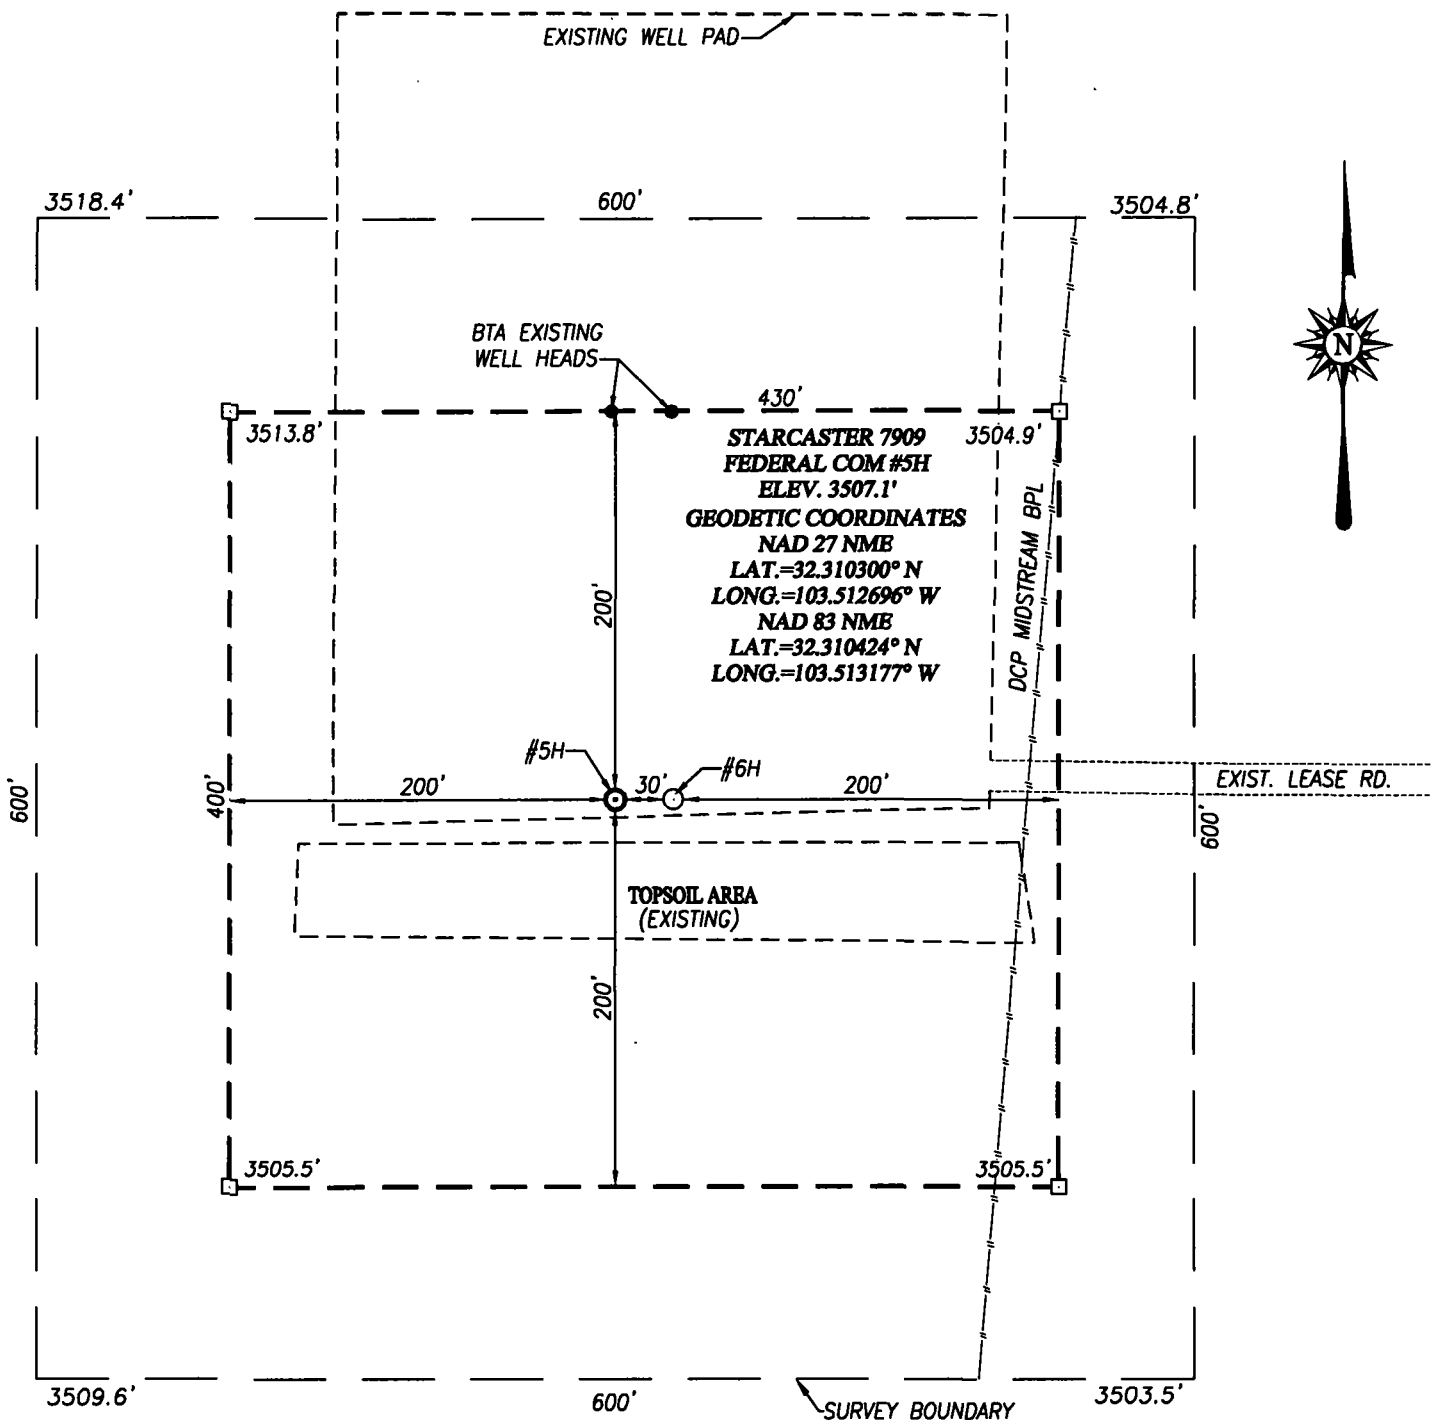 EXISTING WELL PAD
3518.4'
600'
3504.8'
BTA EXISTING
WELL HEADS
N
430'
3513.8'
3504.9'
STARCASTER 7909
FEDERAL COM #5H
ELEV. 3507.1'
GEODETIC COORDINATES
NAD 27 NME
LAT.=32.310300° N
LONG.=103.512696° W
NAD 83 NME
LAT.=32.310424° N
LONG.=103.513177° W
200'
DCP MIDSTREAM BPL
#5H
#6H
600'
400'
200'
30'
200'
EXIST. LEASE RD.
600'
TOPSOIL AREA
(EXISTING)
200'
3505.5'
3505.5'
3509.6'
600'
SURVEY BOUNDARY
3503.5'